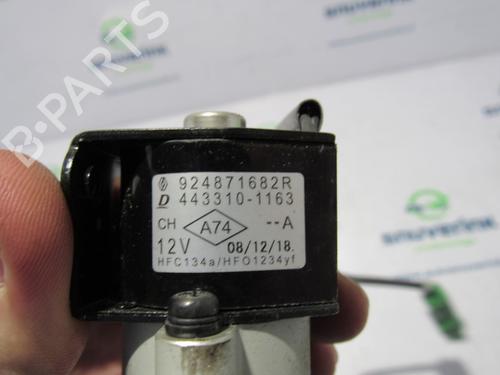 B-PARTS
924871682R
D 443310-1163
CH A74 --A
12V 08/12/18.
HFC134a/HFO1234yf